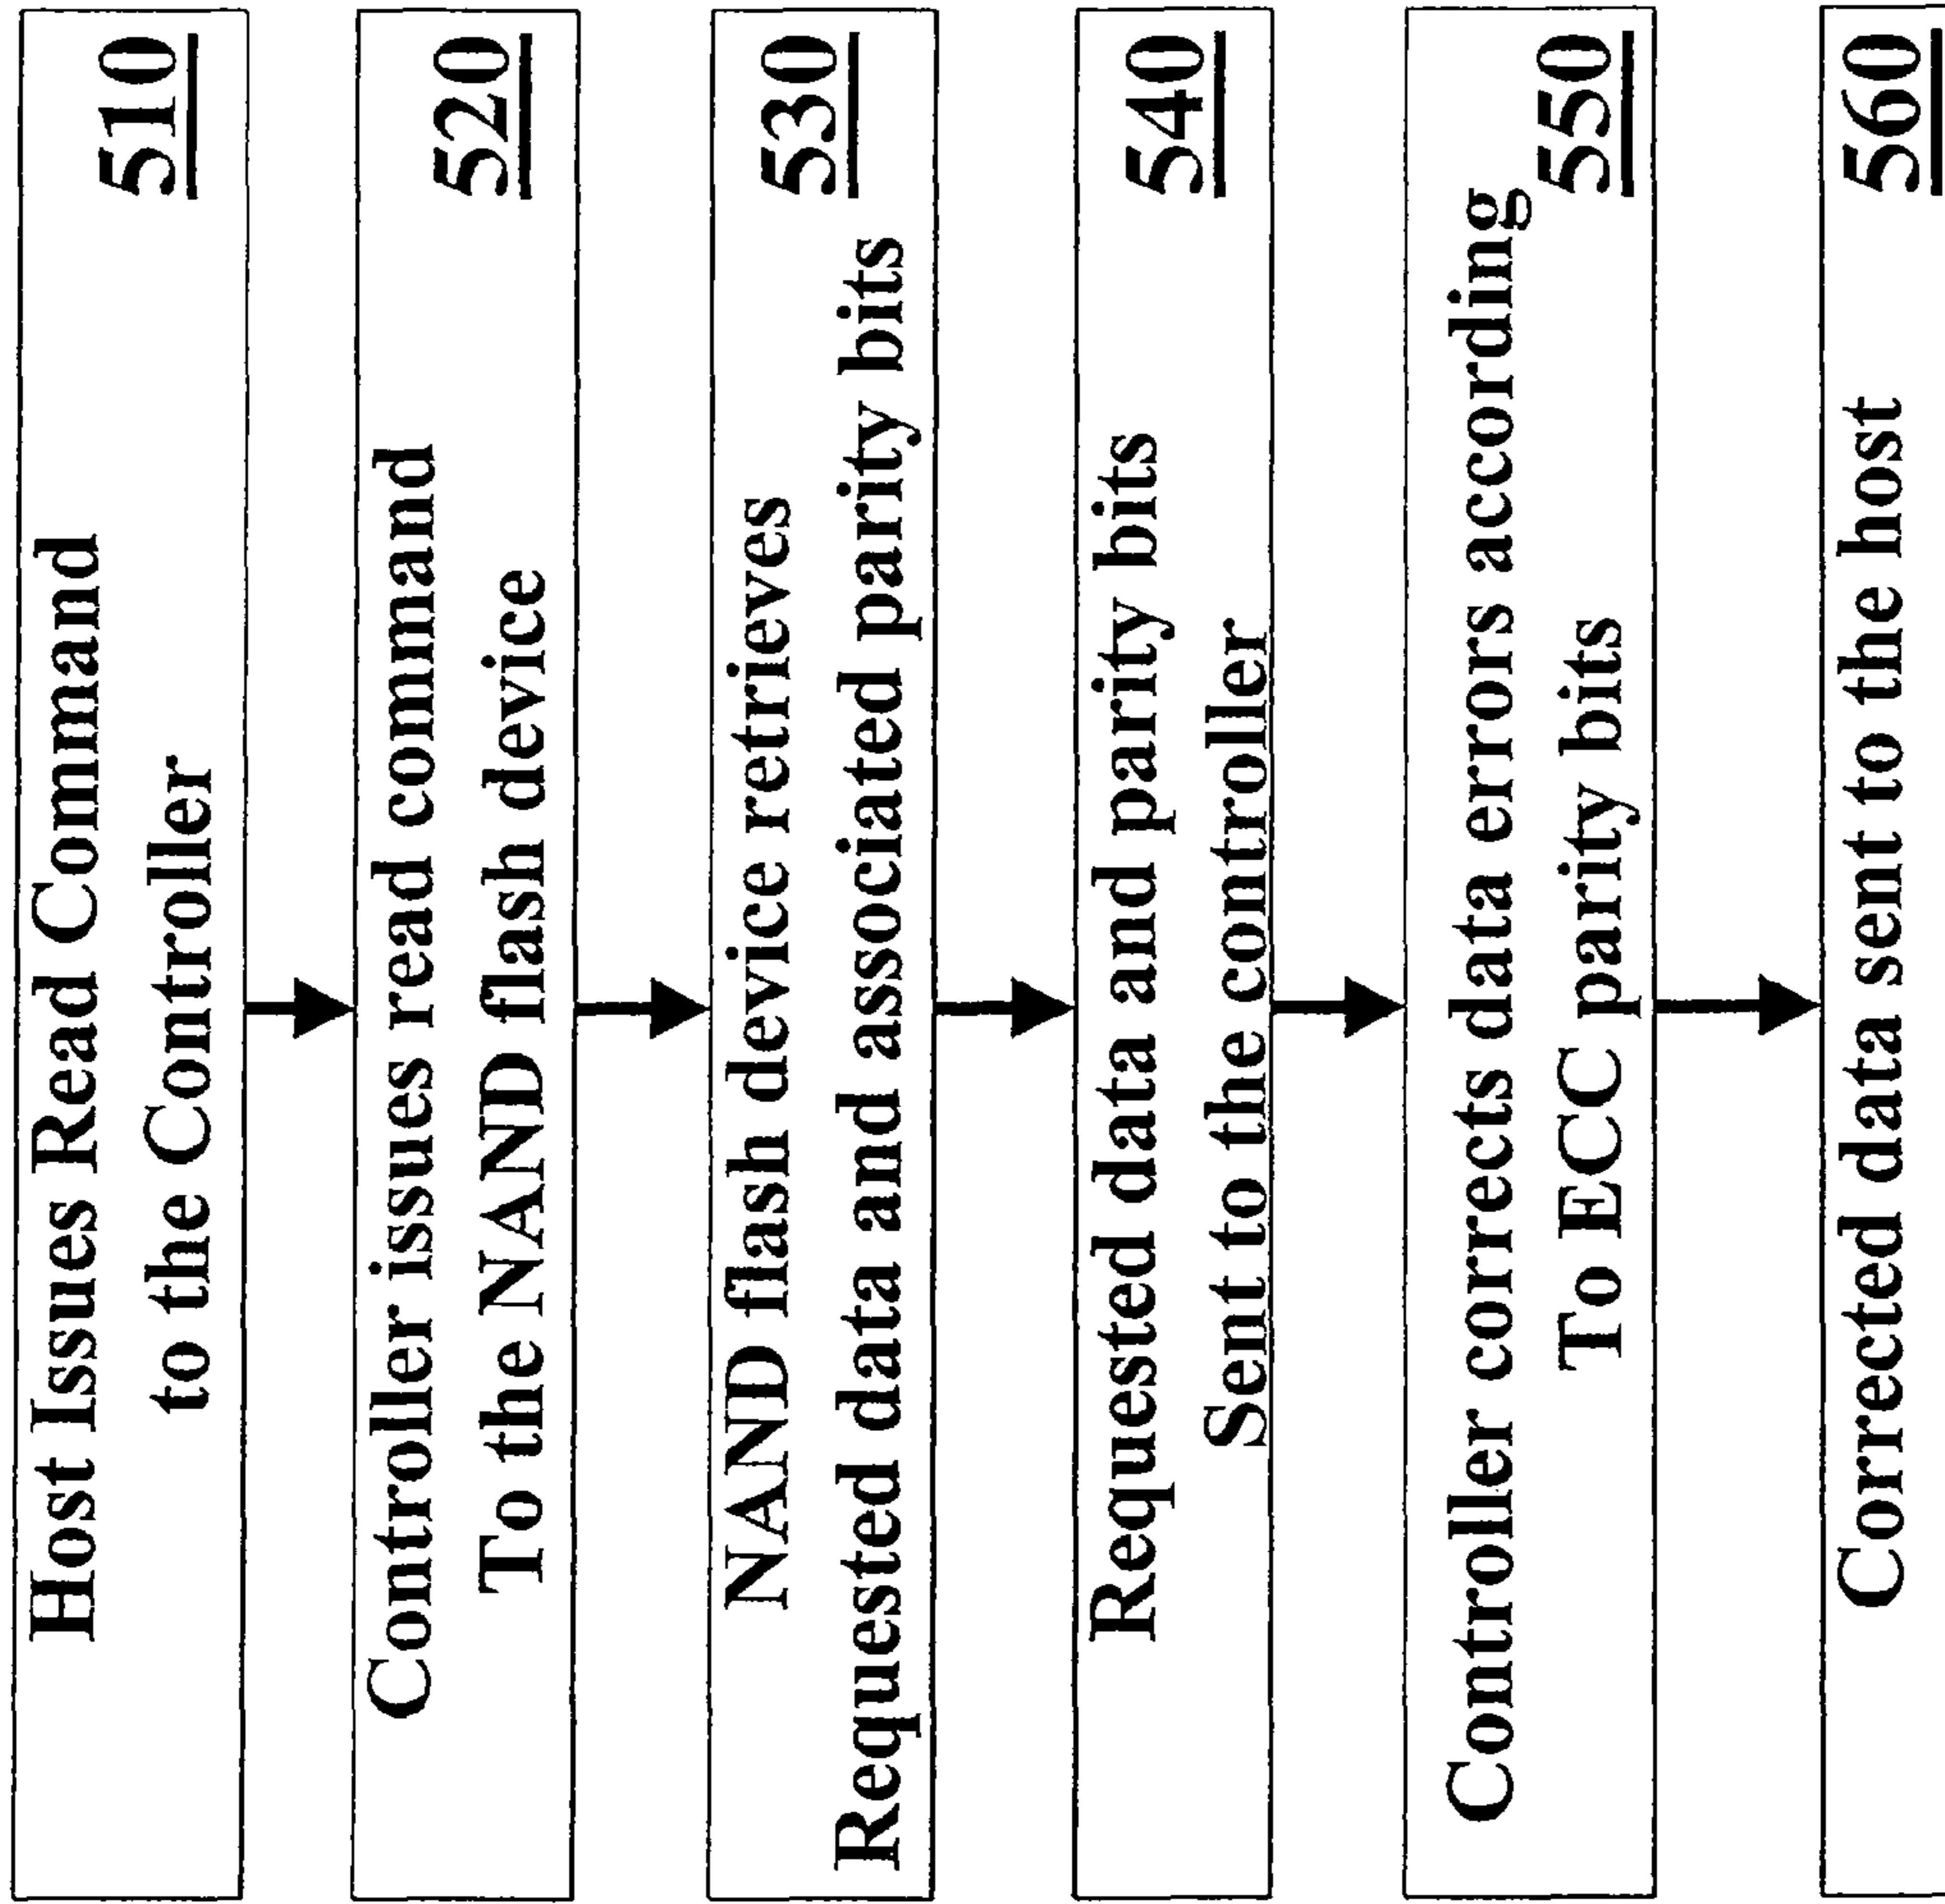 Host Issues Read Command
to the Controller
510
Controller issues read command
To the NAND flash device
520
NAND flash device retrieves
Requested data and associated parity bits
530
Requested data and parity bits
Sent to the controller
540
Controller corrects data errors according
To ECC parity bits
550
Corrected data sent to the host
560